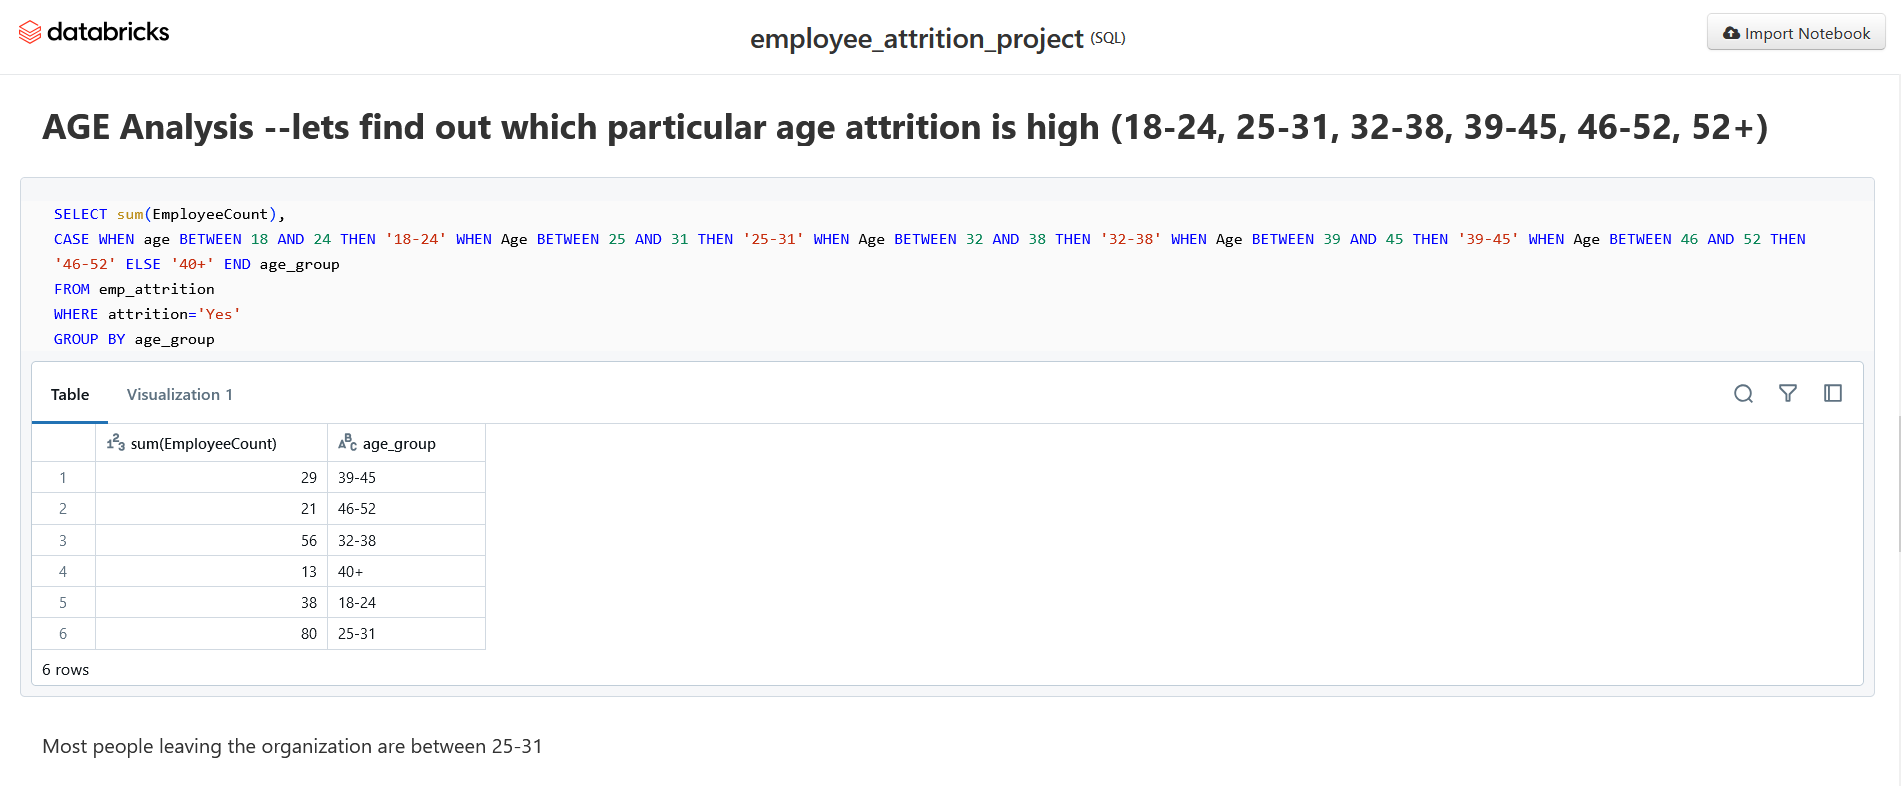 databricks
employee_attrition_project (SQL)
Import Notebook
AGE Analysis --lets find out which particular age attrition is high (18-24, 25-31, 32-38, 39-45, 46-52, 52+)
SELECT sum(EmployeeCount),
CASE WHEN age BETWEEN 18 AND 24 THEN '18-24' WHEN Age BETWEEN 25 AND 31 THEN '25-31' WHEN Age BETWEEN 32 AND 38 THEN '32-38' WHEN Age BETWEEN 39 AND 45 THEN '39-45' WHEN Age BETWEEN 46 AND 52 THEN
'46-52' ELSE '40+' END age_group
FROM emp_attrition
WHERE attrition='Yes'
GROUP BY age_group
Table Visualization 1
123 sum(EmployeeCount) ABC age_group
1 29 39-45
2 21 46-52
3 56 32-38
4 13 40+
5 38 18-24
6 80 25-31
6 rows
Most people leaving the organization are between 25-31